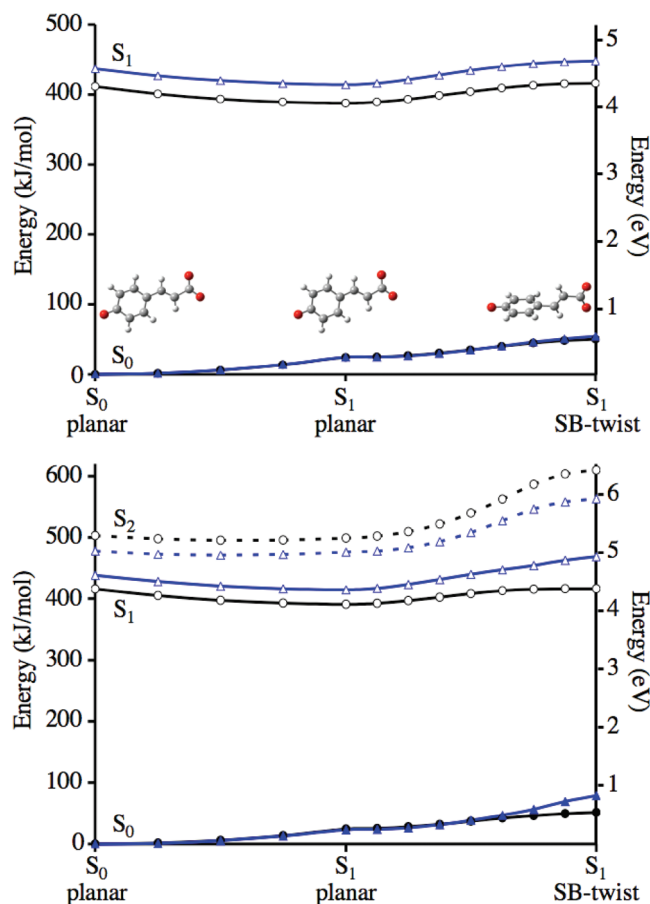 500
400
300
200
100
0
Energy (kJ/mol)
S1
S0
5
4
3
2
1
Energy (eV)
S0
planar
S1
planar
S1
SB-twist
600
500
400
300
200
100
0
Energy (kJ/mol)
S2
S1
S0
6
5
4
3
2
1
Energy (eV)
S0
planar
S1
planar
S1
SB-twist